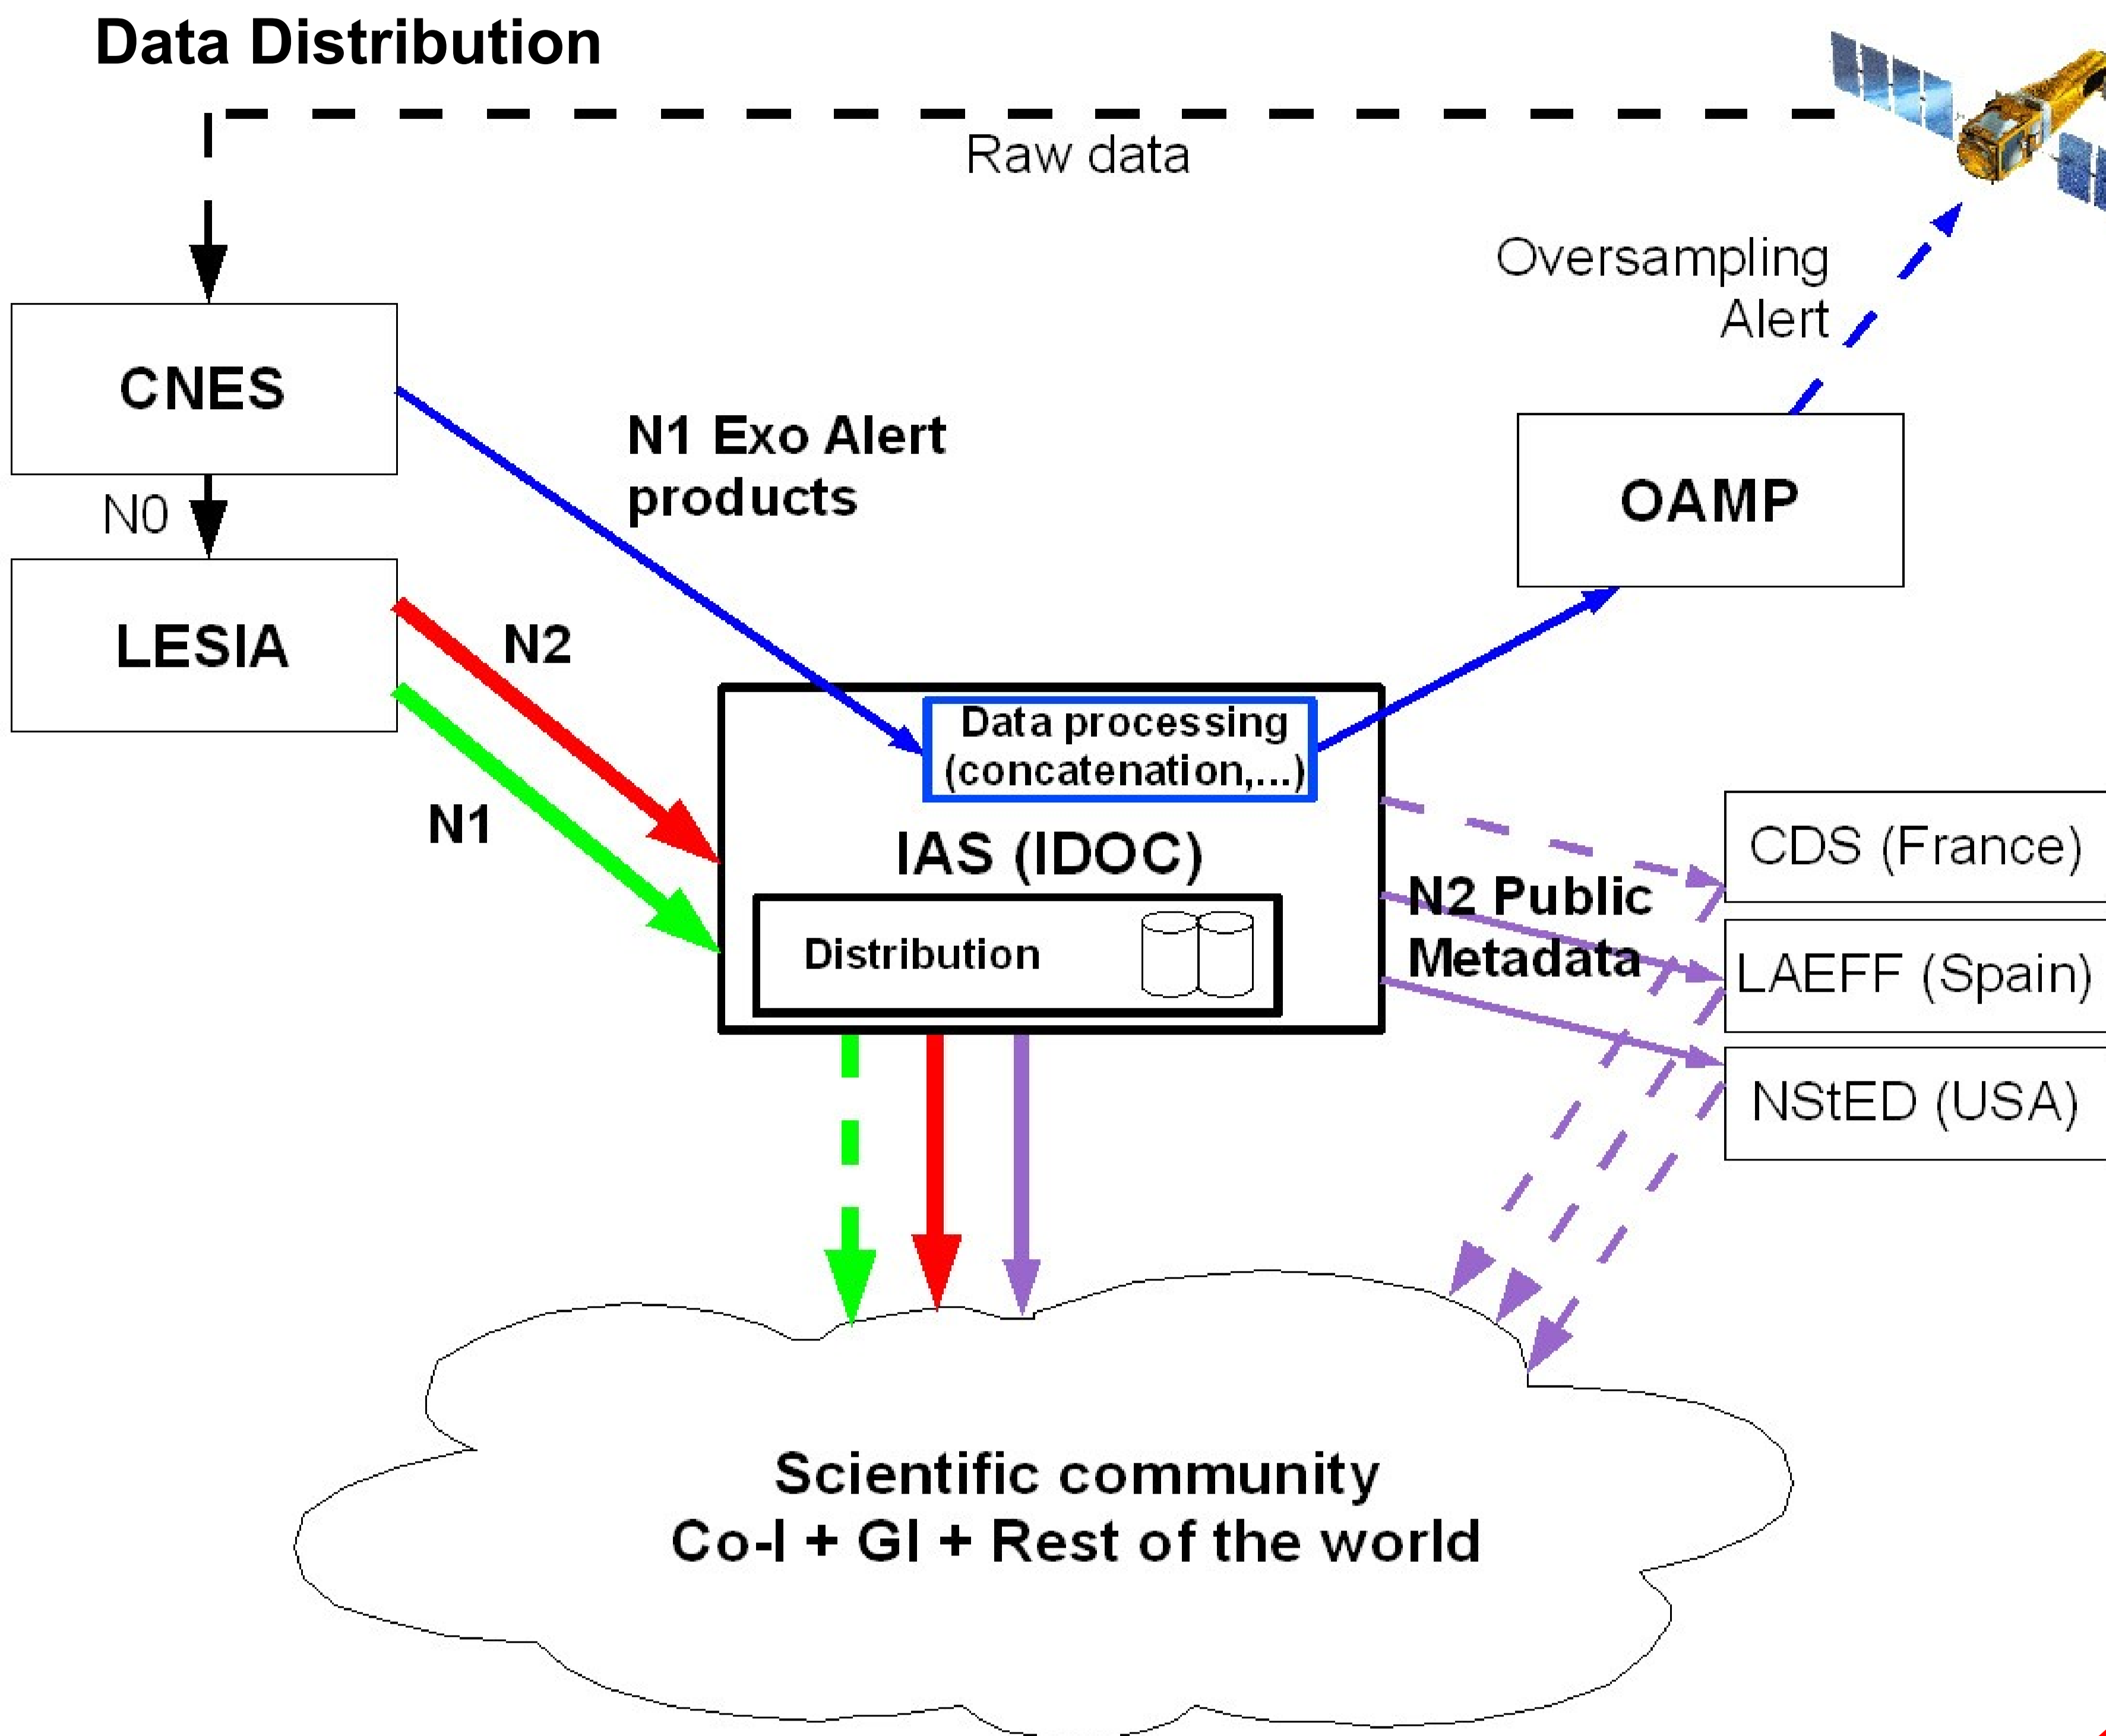 Data Distribution
Raw data
Oversampling
Alert
CNES
N1 Exo Alert
products
OAMP
N0
LESIA
N2
N1
Data processing
(concatenation,...)
IAS (IDOC)
Distribution
N2 Public
Metadata
CDS (France)
LAEFF (Spain)
NStED (USA)
Scientific community
Co-I + GI + Rest of the world